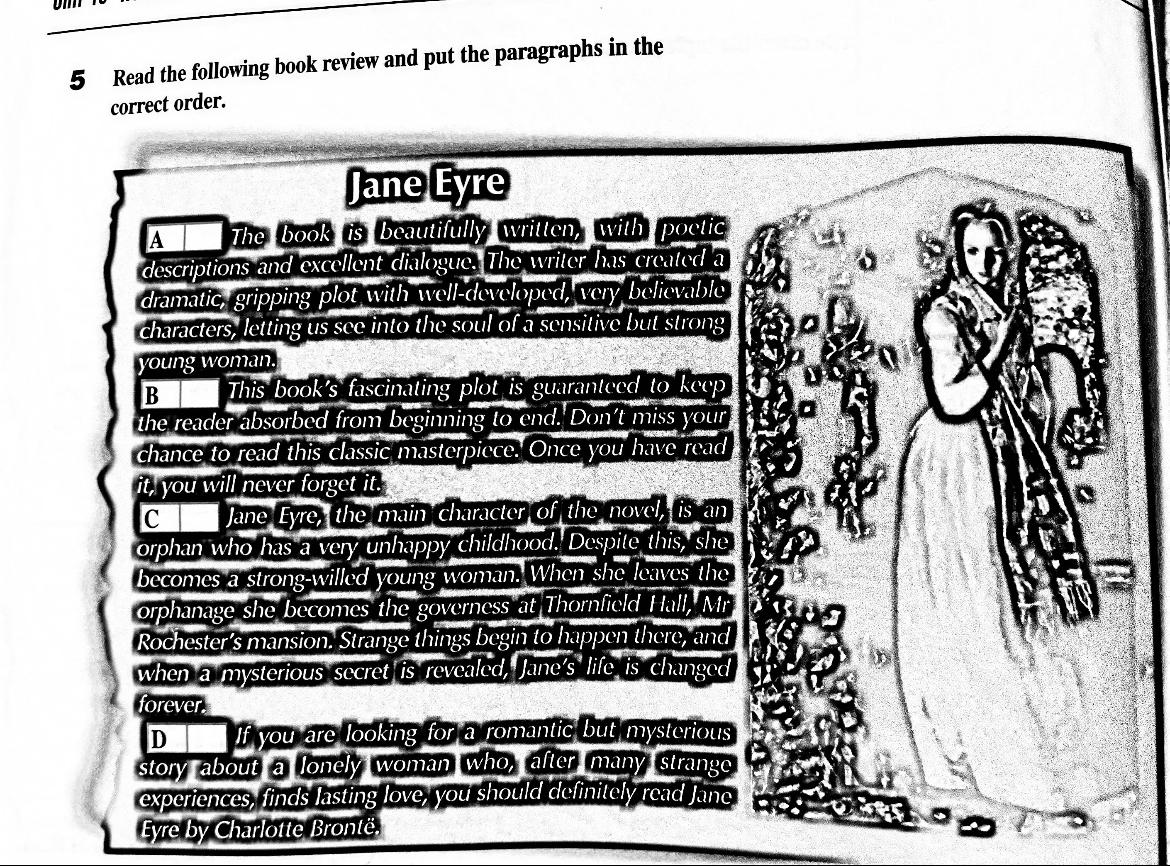 5 Read the following book review and put the paragraphs in the
correct order.
Jane Eyre
A The book is beautifully written, with poetic
descriptions and excellent dialogue. The writer has created a
dramatic, gripping plot with well-developed, very believable
characters, letting us see into the soul of a sensitive but strong
young woman.
B This book's fascinating plot is guaranteed to keep
the reader absorbed from beginning to end. Don't miss your
chance to read this classic masterpiece. Once you have read
it, you will never forget it.
C Jane Eyre, the main character of the novel, is an
orphan who has a very unhappy childhood. Despite this, she
becomes a strong-willed young woman. When she leaves the
orphanage she becomes the governess at Thornfield Hall, Mr
Rochester's mansion. Strange things begin to happen there, and
when a mysterious secret is revealed, Jane's life is changed
forever.
D If you are looking for a romantic but mysterious
story about a lonely woman who, after many strange
experiences, finds lasting love, you should definitely read Jane
Eyre by Charlotte Brontë.